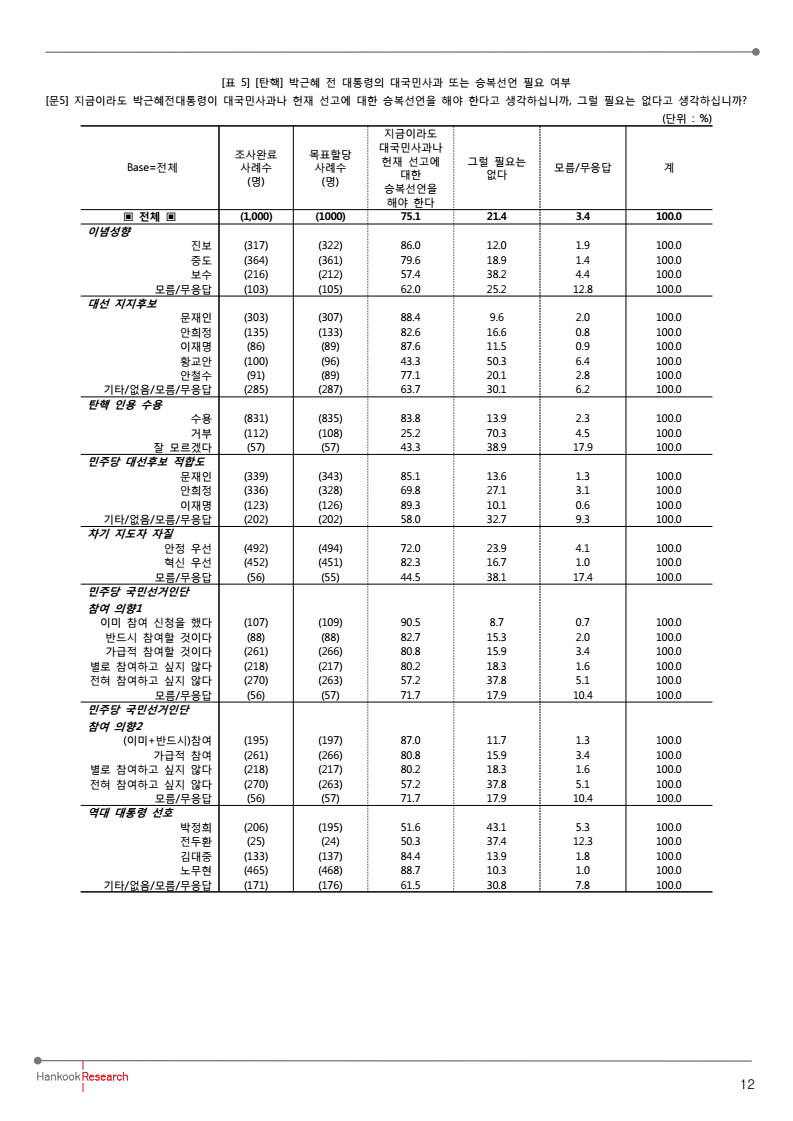 [표 5] [탄핵] 박근혜 전 대통령의 대국민사과 또는 승복선언 필요 여부
[문5] 지금이라도 박근혜전대통령이 대국민사과나 헌재 선고에 대한 승복선언을 해야 한다고 생각하십니까, 그럴 필요는 없다고 생각하십니까?
(단위 : %)
Base=전체 조사완료 사례수 (명) 목표할당 사례수 (명) 지금이라도 대국민사과나 헌재 선고에 대한 승복선언을 해야 한다 그럴 필요는 없다 모름/무응답 계
▣ 전체 ▣ (1,000) (1000) 75.1 21.4 3.4 100.0
이념성향
진보 (317) (322) 86.0 12.0 1.9 100.0
중도 (364) (361) 79.6 18.9 1.4 100.0
보수 (216) (212) 57.4 38.2 4.4 100.0
모름/무응답 (103) (105) 62.0 25.2 12.8 100.0
대선 지지후보
문재인 (303) (307) 88.4 9.6 2.0 100.0
안희정 (135) (133) 82.6 16.6 0.8 100.0
이재명 (86) (89) 87.6 11.5 0.9 100.0
황교안 (100) (96) 43.3 50.3 6.4 100.0
안철수 (91) (89) 77.1 20.1 2.8 100.0
기타/없음/모름/무응답 (285) (287) 63.7 30.1 6.2 100.0
탄핵 인용 수용
수용 (831) (835) 83.8 13.9 2.3 100.0
거부 (112) (108) 25.2 70.3 4.5 100.0
잘 모르겠다 (57) (57) 43.3 38.9 17.9 100.0
민주당 대선후보 적합도
문재인 (339) (343) 85.1 13.6 1.3 100.0
안희정 (336) (328) 69.8 27.1 3.1 100.0
이재명 (123) (126) 89.3 10.1 0.6 100.0
기타/없음/모름/무응답 (202) (202) 58.0 32.7 9.3 100.0
차기 지도자 자질
안정 우선 (492) (494) 72.0 23.9 4.1 100.0
혁신 우선 (452) (451) 82.3 16.7 1.0 100.0
모름/무응답 (56) (55) 44.5 38.1 17.4 100.0
민주당 국민선거인단
참여 의향1
이미 참여 신청을 했다 (107) (109) 90.5 8.7 0.7 100.0
반드시 참여할 것이다 (88) (88) 82.7 15.3 2.0 100.0
가급적 참여할 것이다 (261) (266) 80.8 15.9 3.4 100.0
별로 참여하고 싶지 않다 (218) (217) 80.2 18.3 1.6 100.0
전혀 참여하고 싶지 않다 (270) (263) 57.2 37.8 5.1 100.0
모름/무응답 (56) (57) 71.7 17.9 10.4 100.0
민주당 국민선거인단
참여 의향2
(이미+반드시)참여 (195) (197) 87.0 11.7 1.3 100.0
가급적 참여 (261) (266) 80.8 15.9 3.4 100.0
별로 참여하고 싶지 않다 (218) (217) 80.2 18.3 1.6 100.0
전혀 참여하고 싶지 않다 (270) (263) 57.2 37.8 5.1 100.0
모름/무응답 (56) (57) 71.7 17.9 10.4 100.0
역대 대통령 선호
박정희 (206) (195) 51.6 43.1 5.3 100.0
전두환 (25) (24) 50.3 37.4 12.3 100.0
김대중 (133) (137) 84.4 13.9 1.8 100.0
노무현 (465) (468) 88.7 10.3 1.0 100.0
기타/없음/모름/무응답 (171) (176) 61.5 30.8 7.8 100.0
Hankook Research
12